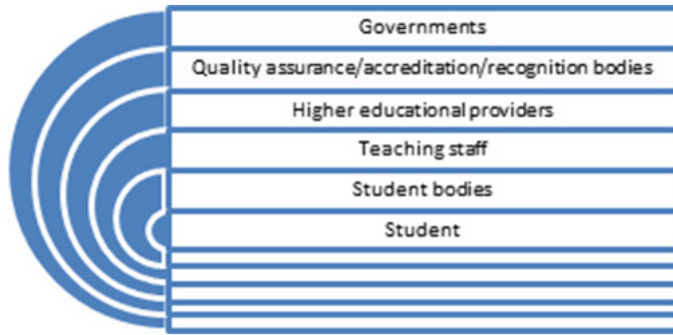 Governments
Quality assurance/accreditation/recognition bodies
Higher educational providers
Teaching staff
Student bodies
Student